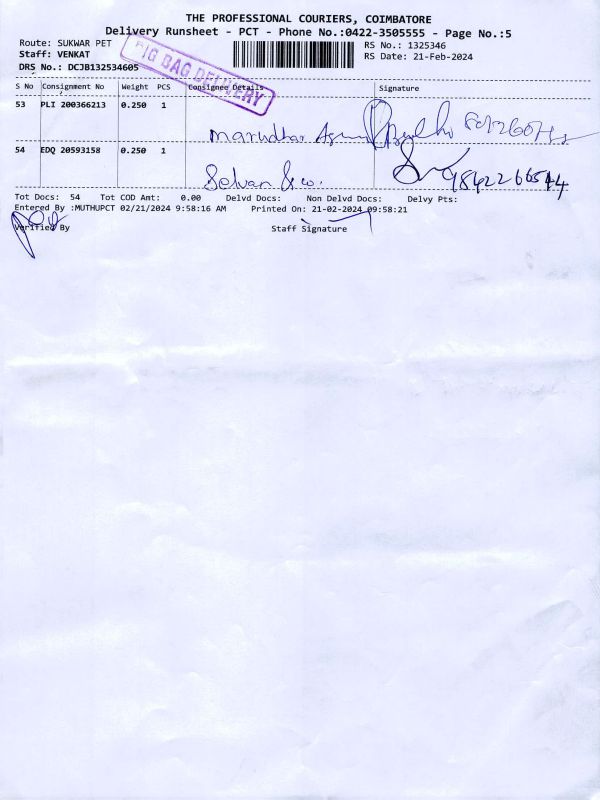 THE PROFESSIONAL COURIERS, COIMBATORE
Delivery Runsheet - PCT - Phone No.:0422-3505555 - Page No.:5
Route: SUKWAR PET
Staff: VENKAT
DRS No.: DCJB132534605
BIG BAG DELIVERY
RS No.: 1325346
RS Date: 21-Feb-2024
S No Consignment No Weight PCS Consignee Details Signature
53 PLI 200366213 0.250 1
Marudhar
54 EDQ 20593158 0.250 1
Selvan & co.
Tot Docs: 54 Tot COD Amt: 0.00 Delvd Docs: Non Delvd Docs: Delvy Pts:
Entered By :MUTHUPCT 02/21/2024 9:58:16 AM Printed On: 21-02-2024 09:58:21
Verified By Staff Signature